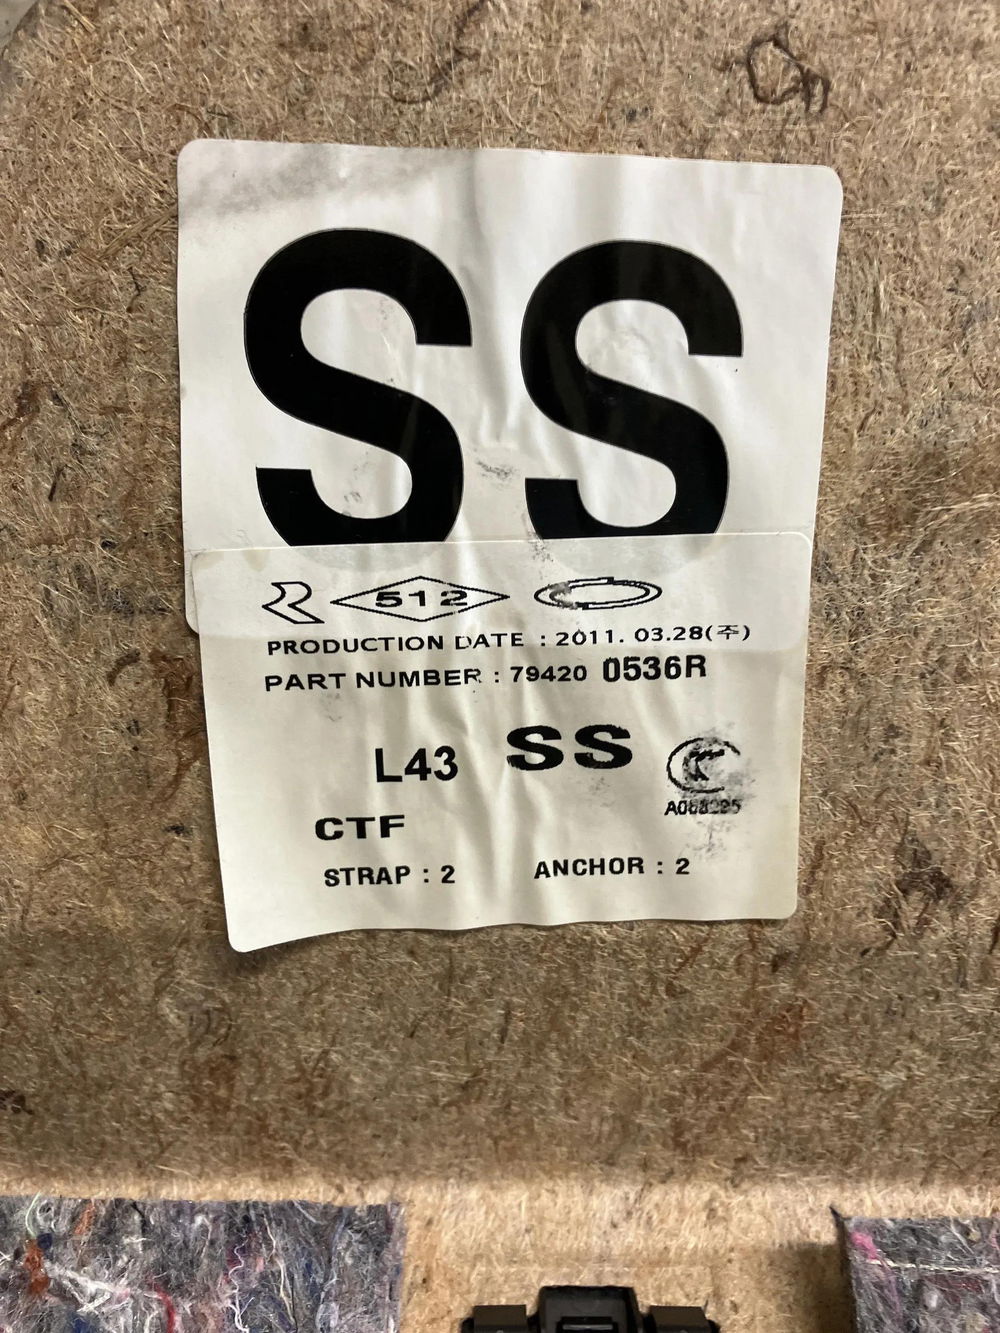 SS
R 512
PRODUCTION DATE : 2011. 03.28(주)
PART NUMBER : 79420 0536R
L43 SS
CTF
STRAP : 2 ANCHOR : 2